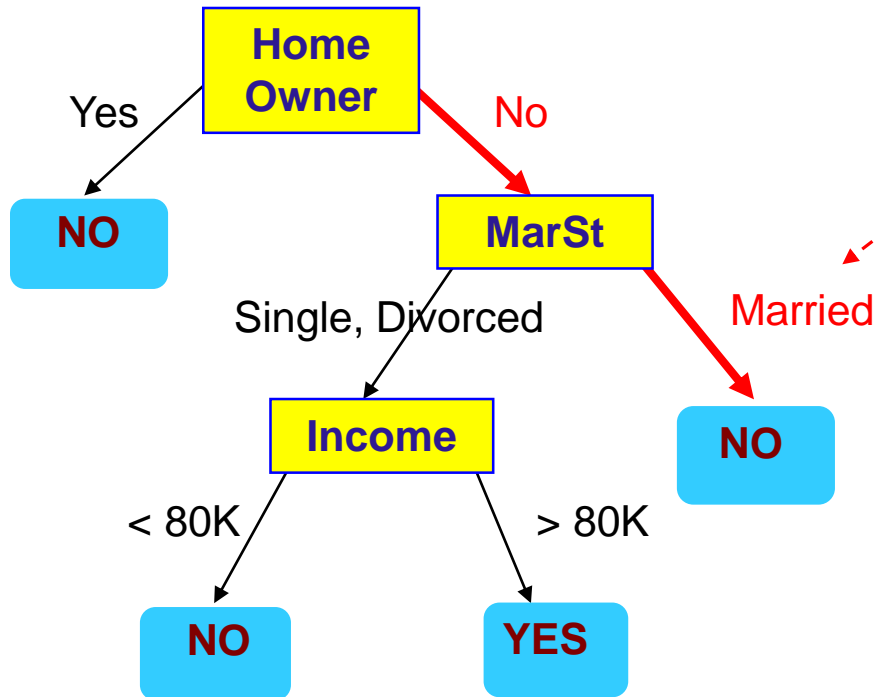 Home
Owner
Yes
No
NO
MarSt
Single, Divorced
Married
Income
NO
< 80K
> 80K
NO
YES